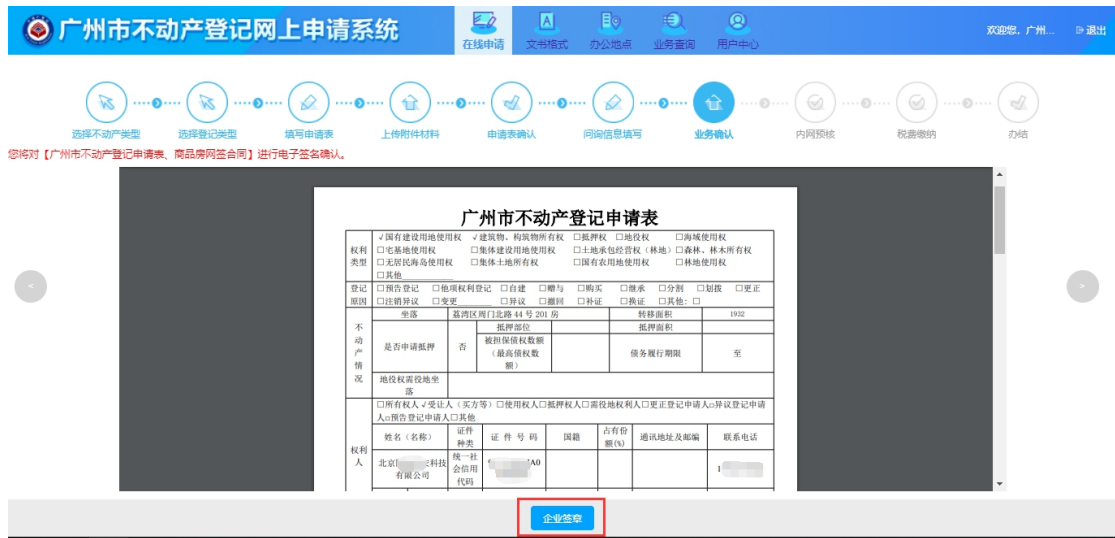 广州市不动产登记网上申请系统
在线申请 文书格式 办公地点 业务查询 用户中心
欢迎您，广州... 退出
选择不动产类型 选择登记类型 填写申请表 上传附件材料 申请表确认 问询信息填写 业务确认 内网预核 税费缴纳 办结
您将对【广州市不动产登记申请表、商品房网签合同】进行电子签名确认。
广州市不动产登记申请表
权利类型
√国有建设用地使用权 √建筑物、构筑物所有权 □抵押权 □地役权 □海域使用权
□宅基地使用权 □集体建设用地使用权 □土地承包经营权（林地）□森林、林木所有权
□无居民海岛使用权 □集体土地所有权 □国有农用地使用权 □林地使用权
□其他
登记原因
□预告登记 □他项权利登记 □自建 □赠与 □购买 □继承 □分割 □划拨 □更正
□注销异议 □变更 □异议 □撤回 □补证 □换证 □其他：□
不动产情况
坐落 荔湾区周门北路 44 号 201 房 转移面积 1932
抵押部位 抵押面积
是否申请抵押 否 被担保债权数额（最高债权数额） 债务履行期限 至
地役权需役地坐落
权利人
□所有权人√受让人（买方等）□使用权人□抵押权人□需役地权利人□更正登记申请人□异议登记申请
人□预告登记申请人□其他
姓名（名称） 证件种类 证 件 号 码 国籍 占有份额(%) 通讯地址及邮编 联系电话
北京 科技有限公司 统一社会信用代码 A0 1
企业签章